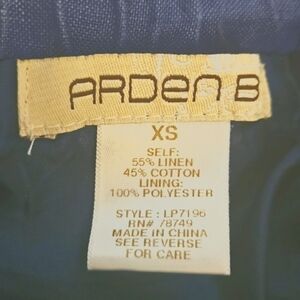 ARDEN B
XS
SELF:
55% LINEN
45% COTTON
LINING:
100% POLYESTER
STYLE : LP7196
RN# 78749
MADE IN CHINA
SEE REVERSE
FOR CARE